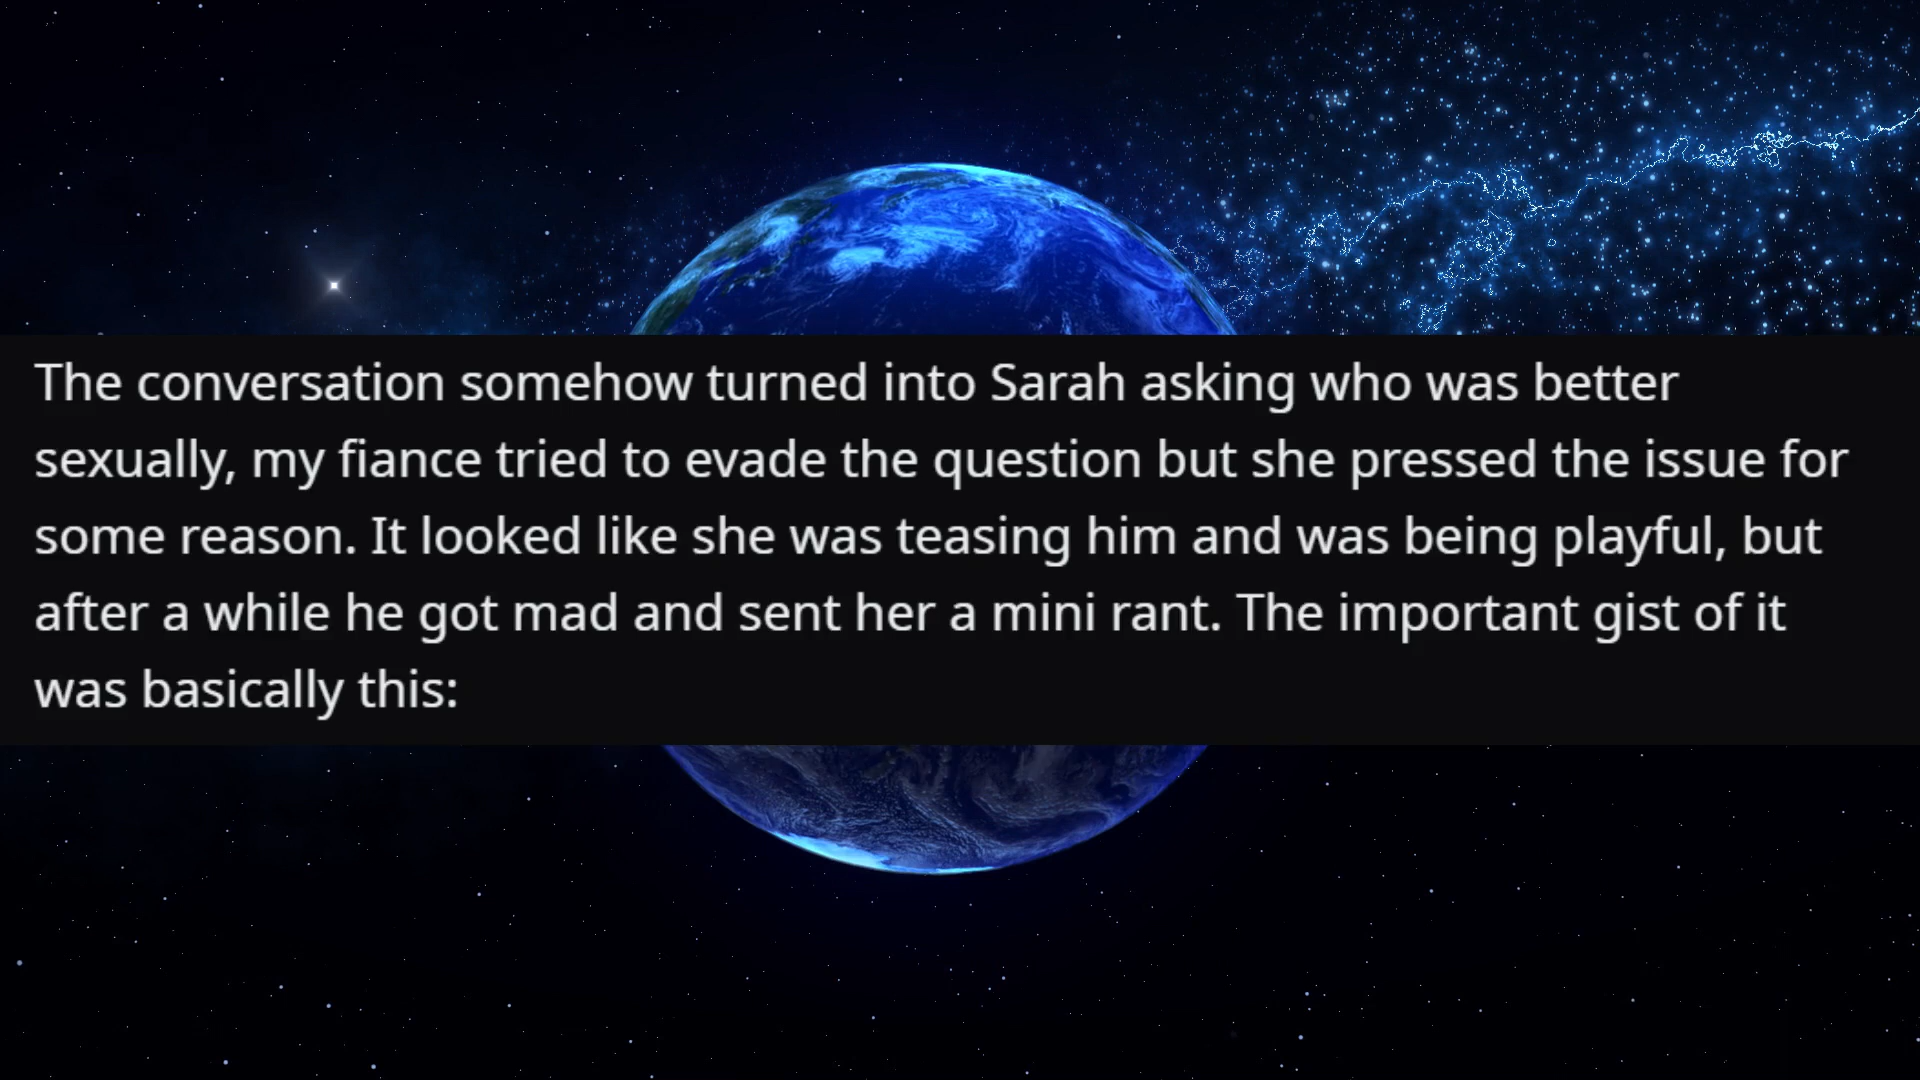 The conversation somehow turned into Sarah asking who was better
sexually, my fiance tried to evade the question but she pressed the issue for
some reason. It looked like she was teasing him and was being playful, but
after a while he got mad and sent her a mini rant. The important gist of it
was basically this: